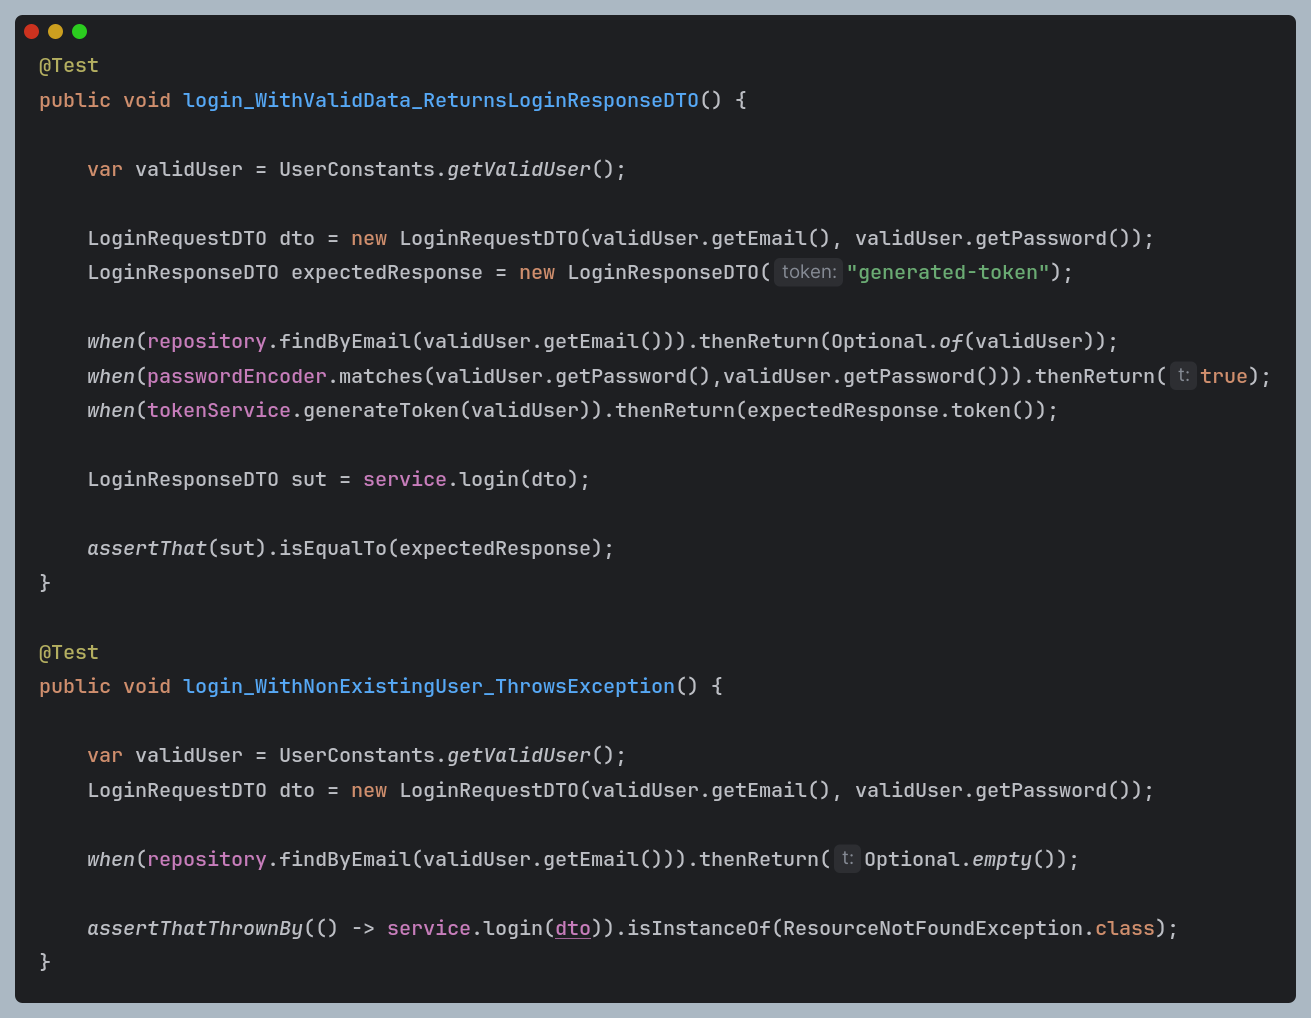 @Test
public void login_WithValidData_ReturnsLoginResponseDTO() {
var validUser = UserConstants.getValidUser();
LoginRequestDTO dto = new LoginRequestDTO(validUser.getEmail(), validUser.getPassword());
LoginResponseDTO expectedResponse = new LoginResponseDTO( token: "generated-token");
when(repository.findByEmail(validUser.getEmail())).thenReturn(Optional.of(validUser));
when(passwordEncoder.matches(validUser.getPassword(),validUser.getPassword())).thenReturn( t: true);
when(tokenService.generateToken(validUser)).thenReturn(expectedResponse.token());
LoginResponseDTO sut = service.login(dto);
assertThat(sut).isEqualTo(expectedResponse);
}
@Test
public void login_WithNonExistingUser_ThrowsException() {
var validUser = UserConstants.getValidUser();
LoginRequestDTO dto = new LoginRequestDTO(validUser.getEmail(), validUser.getPassword());
when(repository.findByEmail(validUser.getEmail())).thenReturn( t: Optional.empty());
assertThatThrownBy(() -> service.login(dto)).isInstanceOf(ResourceNotFoundException.class);
}